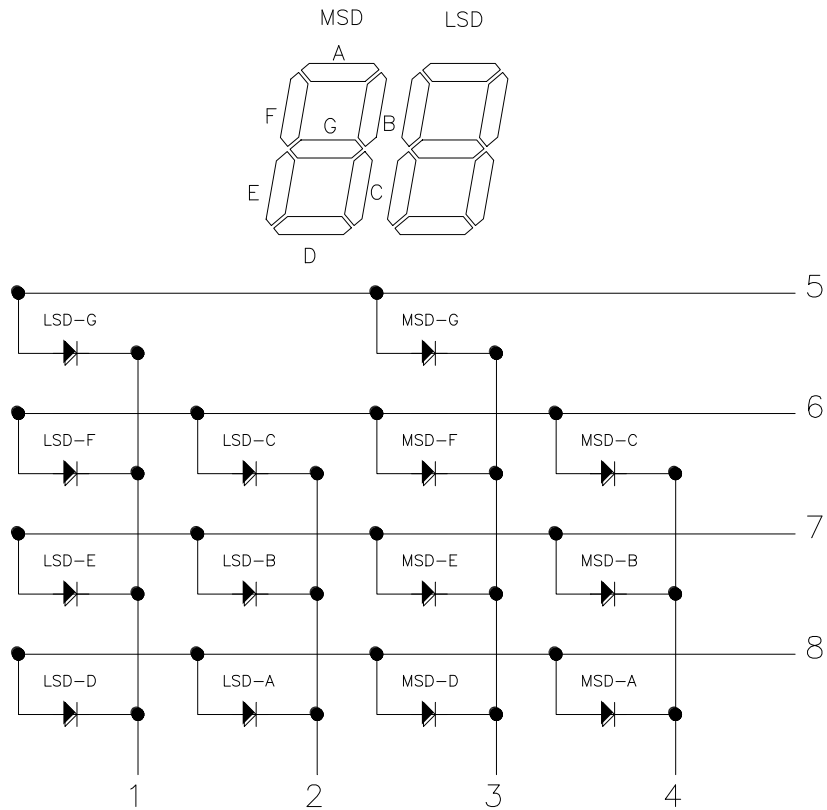 MSD LSD
A
F G B
E C
D
5
LSD-G MSD-G
6
LSD-F LSD-C MSD-F MSD-C
7
LSD-E LSD-B MSD-E MSD-B
8
LSD-D LSD-A MSD-D MSD-A
1 2 3 4